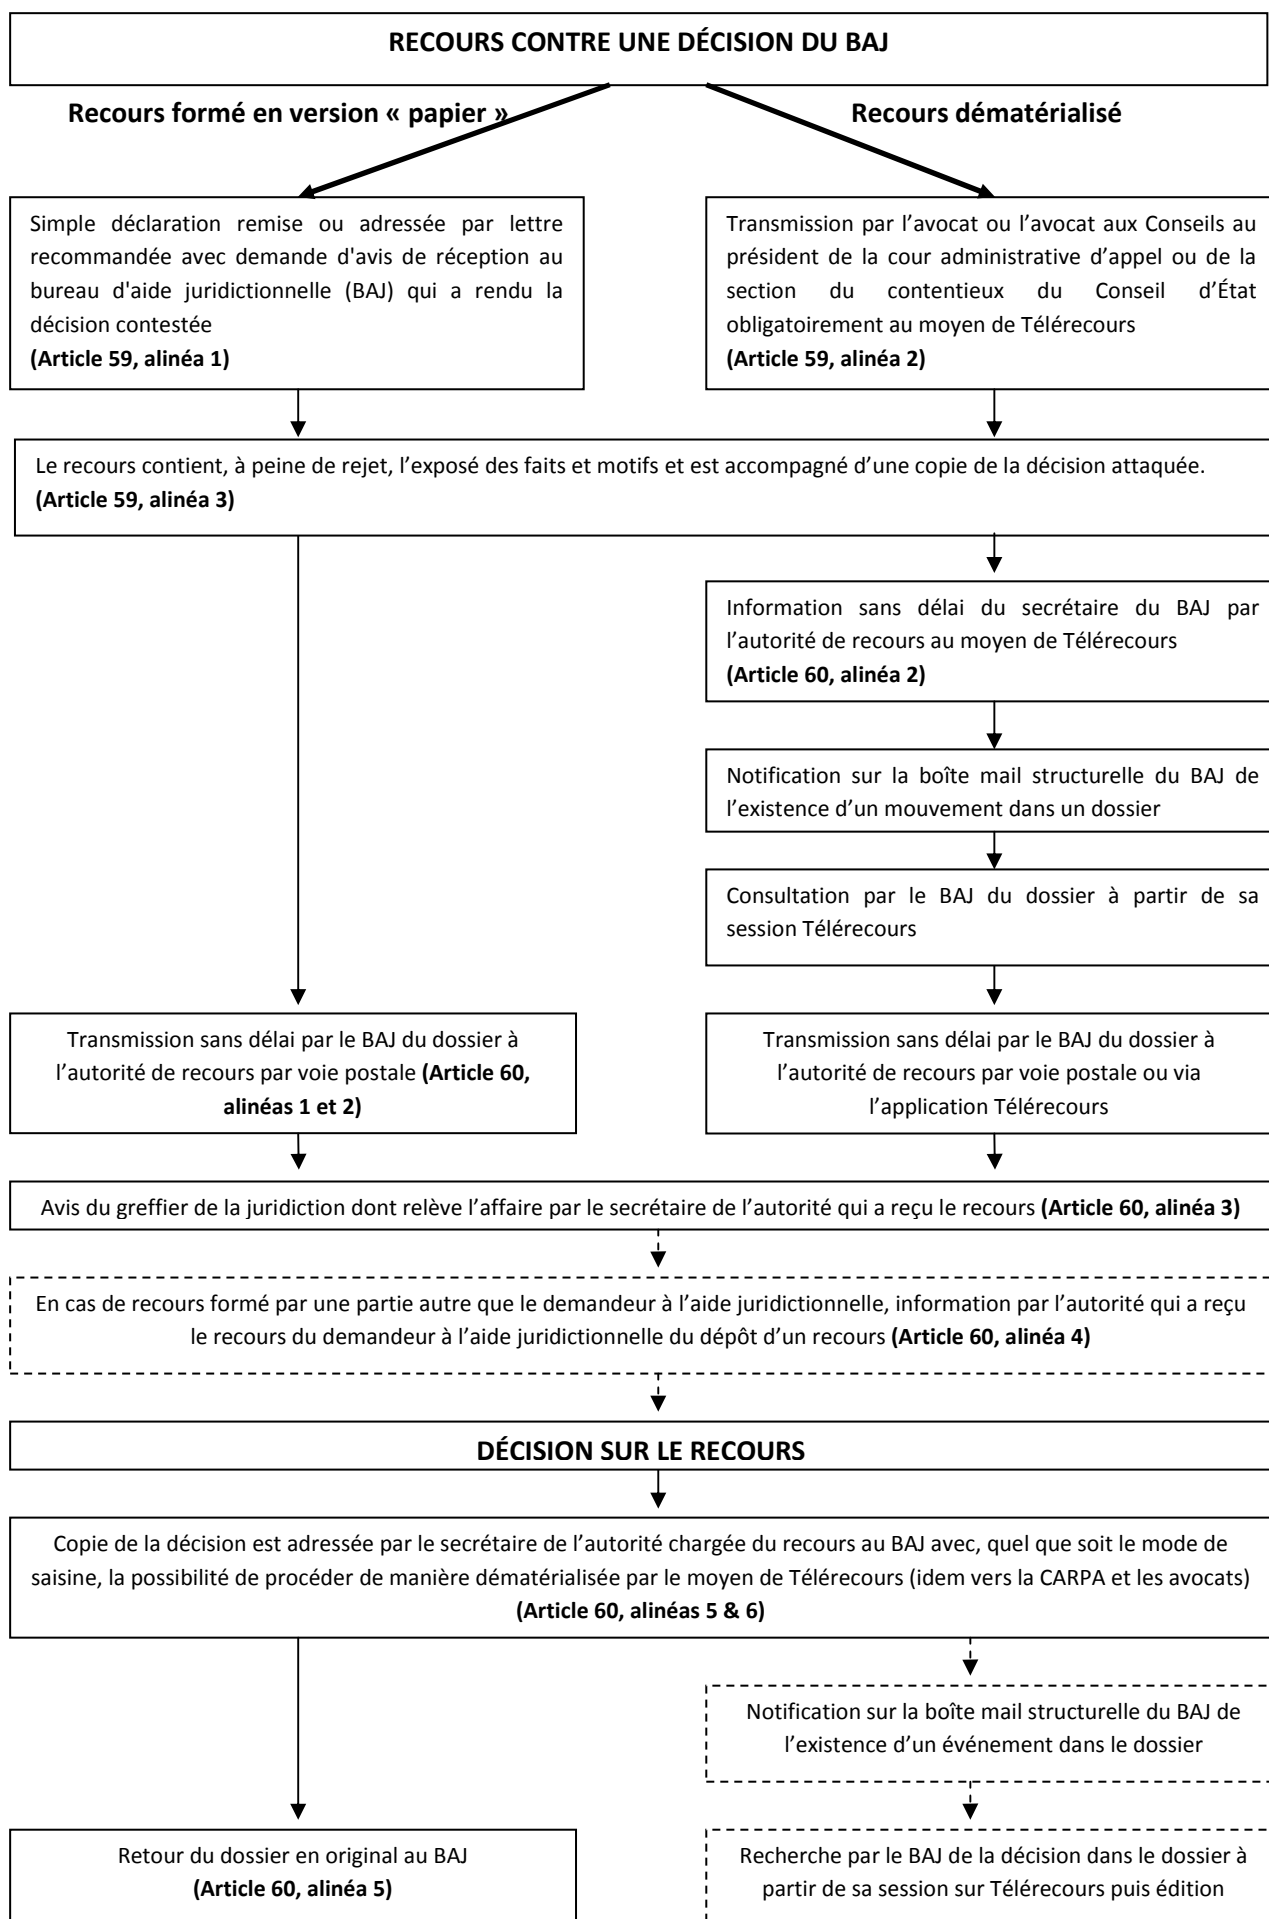 RECOURS CONTRE UNE DÉCISION DU BAJ
Recours formé en version « papier »
Recours dématérialisé
Simple déclaration remise ou adressée par lettre
recommandée avec demande d'avis de réception au
bureau d'aide juridictionnelle (BAJ) qui a rendu la
décision contestée
(Article 59, alinéa 1)
Transmission par l’avocat ou l’avocat aux Conseils au
président de la cour administrative d’appel ou de la
section du contentieux du Conseil d’État
obligatoirement au moyen de Télérecours
(Article 59, alinéa 2)
Le recours contient, à peine de rejet, l’exposé des faits et motifs et est accompagné d’une copie de la décision attaquée.
(Article 59, alinéa 3)
Information sans délai du secrétaire du BAJ par
l’autorité de recours au moyen de Télérecours
(Article 60, alinéa 2)
Notification sur la boîte mail structurelle du BAJ de
l’existence d’un mouvement dans un dossier
Consultation par le BAJ du dossier à partir de sa
session Télérecours
Transmission sans délai par le BAJ du dossier à
l’autorité de recours par voie postale (Article 60,
alinéas 1 et 2)
Transmission sans délai par le BAJ du dossier à
l’autorité de recours par voie postale ou via
l’application Télérecours
Avis du greffier de la juridiction dont relève l’affaire par le secrétaire de l’autorité qui a reçu le recours (Article 60, alinéa 3)
En cas de recours formé par une partie autre que le demandeur à l’aide juridictionnelle, information par l’autorité qui a reçu
le recours du demandeur à l’aide juridictionnelle du dépôt d’un recours (Article 60, alinéa 4)
DÉCISION SUR LE RECOURS
Copie de la décision est adressée par le secrétaire de l’autorité chargée du recours au BAJ avec, quel que soit le mode de
saisine, la possibilité de procéder de manière dématérialisée par le moyen de Télérecours (idem vers la CARPA et les avocats)
(Article 60, alinéas 5 & 6)
Notification sur la boîte mail structurelle du BAJ de
l’existence d’un événement dans le dossier
Retour du dossier en original au BAJ
(Article 60, alinéa 5)
Recherche par le BAJ de la décision dans le dossier à
partir de sa session sur Télérecours puis édition